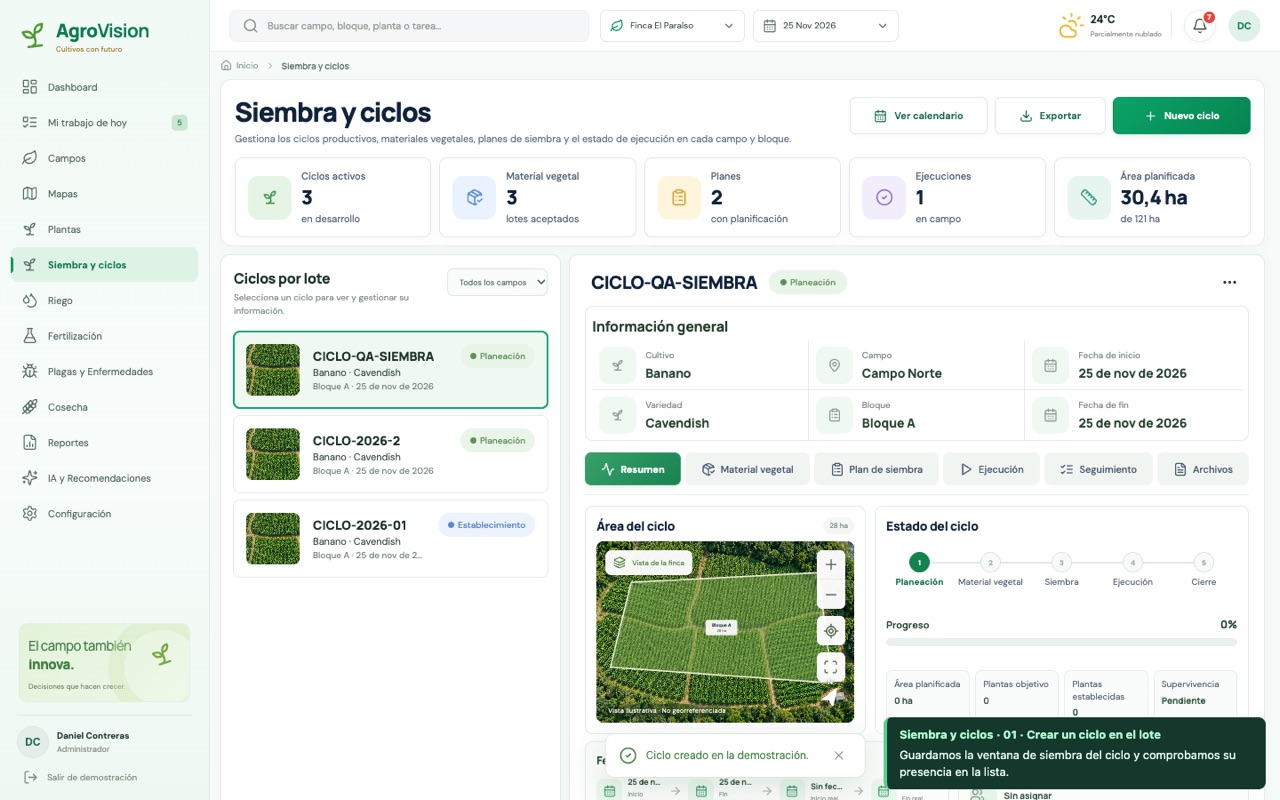 AgroVision
Cultivos con futuro
Dashboard
Mi trabajo de hoy
5
Campos
Mapas
Plantas
Siembra y ciclos
Riego
Fertilización
Plagas y Enfermedades
Cosecha
Reportes
IA y Recomendaciones
Configuración
El campo también
innova.
Decisiones que hacen crecer.
DC
Daniel Contreras
Administrador
Salir de demostración
Buscar campo, bloque, planta o tarea...
Finca El Paraíso
25 Nov 2026
24°C
Parcialmente nublado
7
DC
Inicio
Siembra y ciclos
Siembra y ciclos
Gestiona los ciclos productivos, materiales vegetales, planes de siembra y el estado de ejecución en cada campo y bloque.
Ver calendario
Exportar
Nuevo ciclo
Ciclos activos
3
en desarrollo
Material vegetal
3
lotes aceptados
Planes
2
con planificación
Ejecuciones
1
en campo
Área planificada
30,4 ha
de 121 ha
Ciclos por lote
Selecciona un ciclo para ver y gestionar su
información.
Todos los campos
CICLO-QA-SIEMBRA
Planeación
Banano · Cavendish
Bloque A · 25 de nov de 2026
CICLO-2026-2
Planeación
Banano · Cavendish
Bloque A · 25 de nov de 2026
CICLO-2026-01
Establecimiento
Banano · Cavendish
Bloque A · 25 de nov de 2...
CICLO-QA-SIEMBRA
Planeación
Información general
Cultivo
Banano
Campo
Campo Norte
Fecha de inicio
25 de nov de 2026
Variedad
Cavendish
Bloque
Bloque A
Fecha de fin
25 de nov de 2026
Resumen
Material vegetal
Plan de siembra
Ejecución
Seguimiento
Archivos
Área del ciclo
28 ha
Vista de la finca
Bloque A
28 ha
Vista ilustrativa · No georreferenciada
Estado del ciclo
1
2
3
4
5
Planeación
Material vegetal
Siembra
Ejecución
Cierre
Progreso
0%
Área planificada
0 ha
Plantas objetivo
0
Plantas
establecidas
0
Supervivencia
Pendiente
25 de n...
Inicio
25 de n...
Fin
Sin fec...
Inicio real
Fin real
Sin asignar
Ciclo creado en la demostración.
Siembra y ciclos · 01 · Crear un ciclo en el lote
Guardamos la ventana de siembra del ciclo y comprobamos su
presencia en la lista.